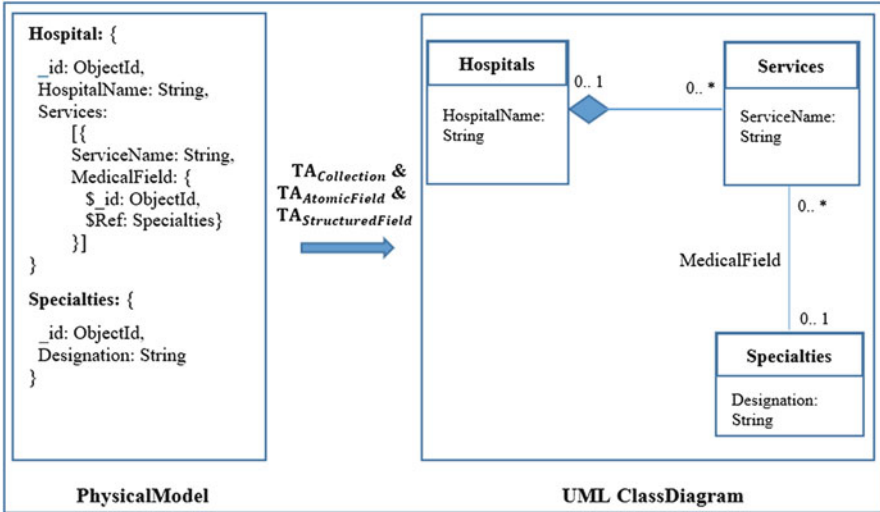 Hospital: {
_id: ObjectId,
HospitalName: String,
Services:
[{
ServiceName: String,
MedicalField: {
$_id: ObjectId,
$Ref: Specialties}
}]
}
Specialties: {
_id: ObjectId,
Designation: String
}
PhysicalModel
TACollection &
TAAtomicField &
TAStructuredField
Hospitals
HospitalName:
String
0.. 1
0.. *
Services
ServiceName:
String
0.. *
MedicalField
0.. 1
Specialties
Designation:
String
UML ClassDiagram